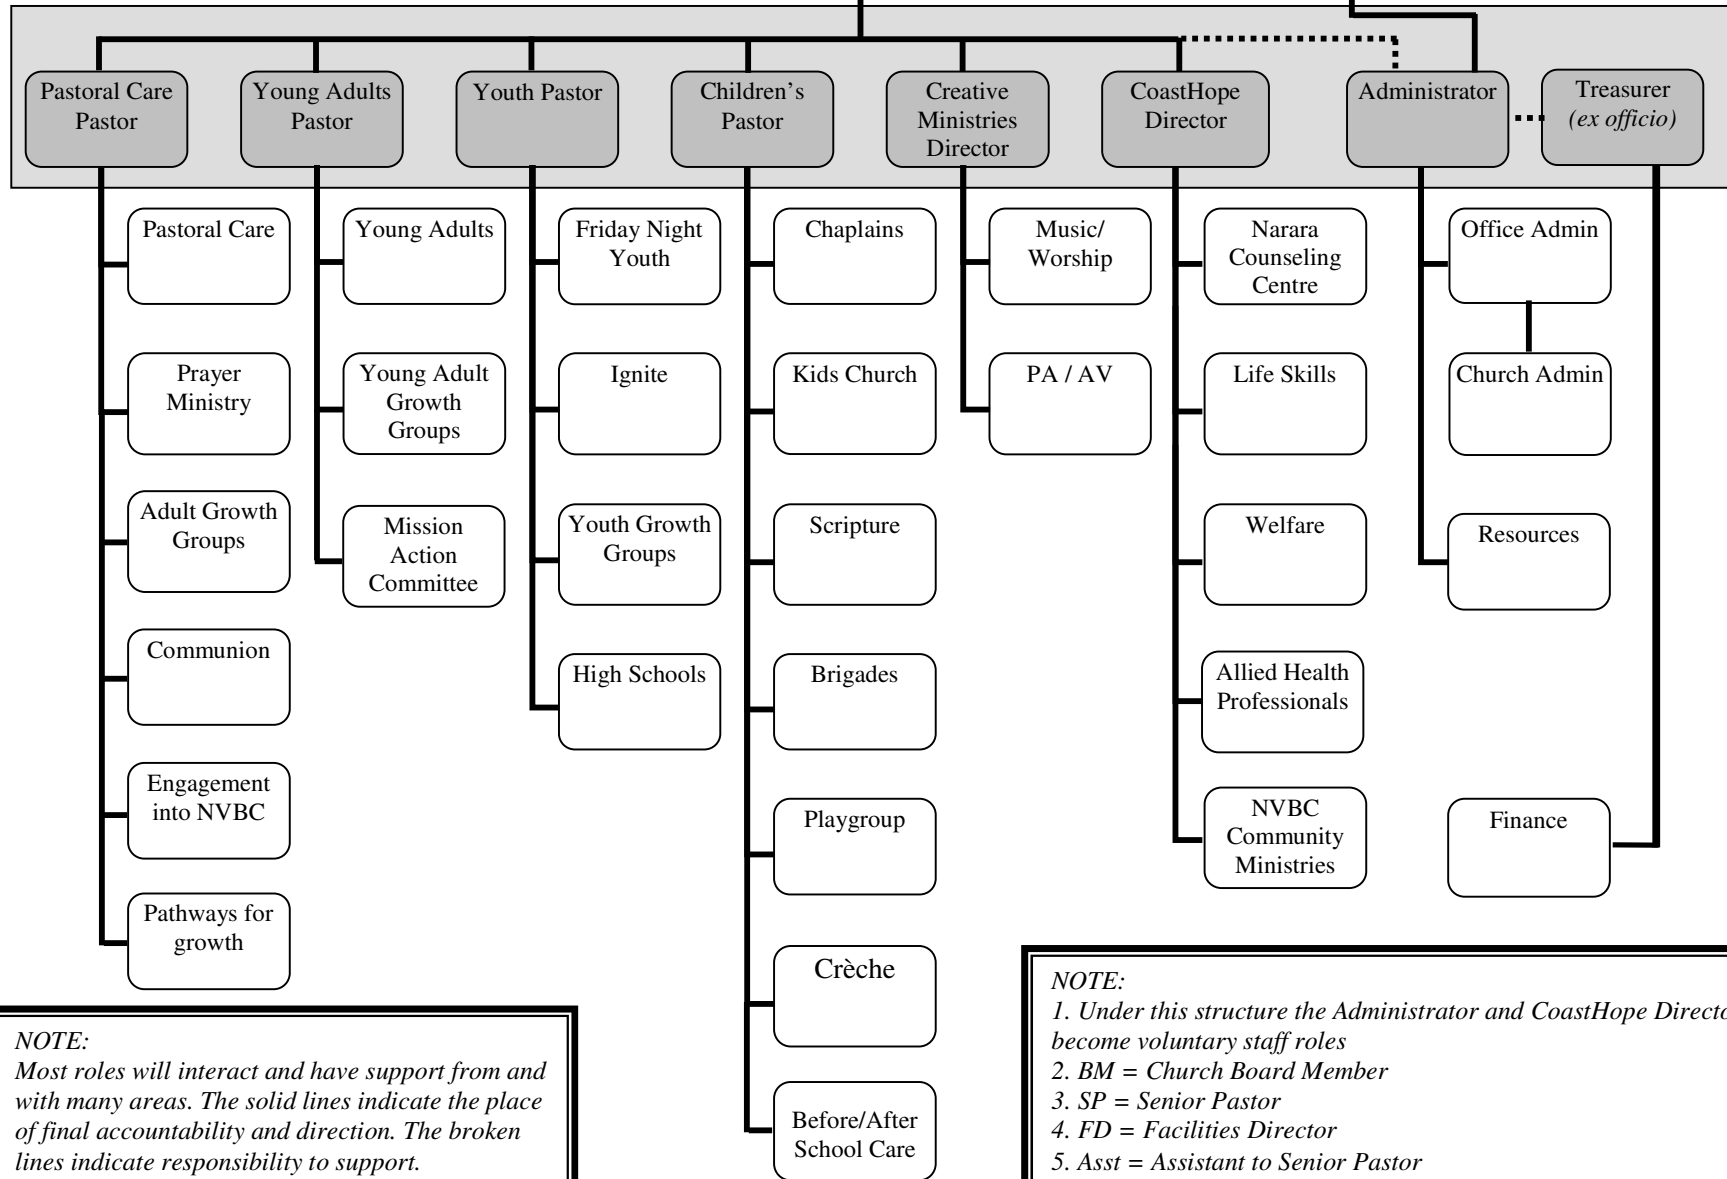 Pastoral Care
Pastor
Young Adults
Pastor
Youth Pastor
Children's
Pastor
Creative
Ministries
Director
CoastHope
Director
Administrator
Treasurer
(ex officio)
Pastoral Care
Young Adults
Friday Night
Youth
Chaplains
Music/
Worship
Narara
Counseling
Centre
Office Admin
Prayer
Ministry
Young Adult
Growth
Groups
Ignite
Kids Church
PA / AV
Life Skills
Church Admin
Adult Growth
Groups
Mission
Action
Committee
Youth Growth
Groups
Scripture
Welfare
Resources
Communion
High Schools
Brigades
Allied Health
Professionals
Engagement
into NVBC
Playgroup
NVBC
Community
Ministries
Finance
Pathways for
growth
Crèche
Before/After
School Care
NOTE:
Most roles will interact and have support from and
with many areas. The solid lines indicate the place
of final accountability and direction. The broken
lines indicate responsibility to support.
NOTE:
1. Under this structure the Administrator and CoastHope Directo
become voluntary staff roles
2. BM = Church Board Member
3. SP = Senior Pastor
4. FD = Facilities Director
5. Asst = Assistant to Senior Pastor